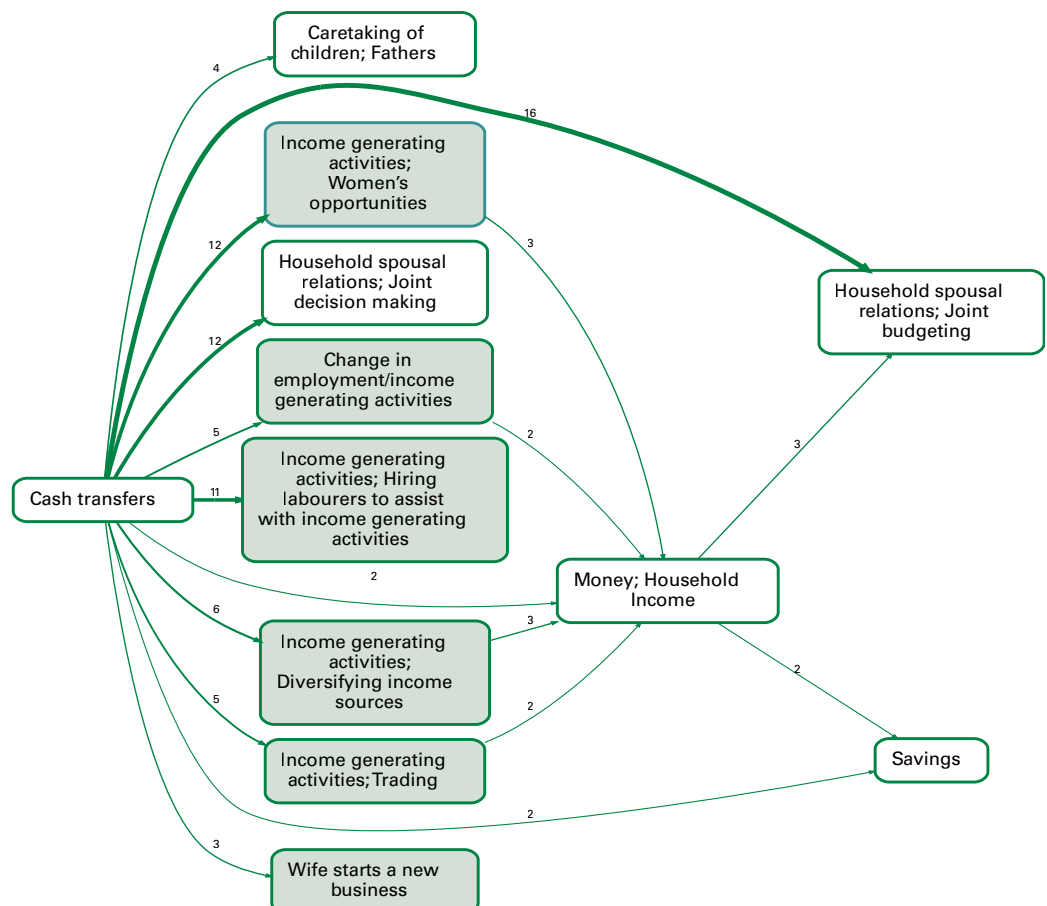 Caretaking of
children; Fathers
4
16
Income generating
activities;
Women's
opportunities
12
3
Household spousal
relations; Joint
decision making
12
Household spousal
relations; Joint
budgeting
Change in
employment/income
generating activities
5
2
3
Income generating
activities; Hiring
labourers to assist
with income generating
activities
11
Cash transfers
2
Money; Household
Income
6
3
Income generating
activities;
Diversifying income
sources
5
2
2
Income generating
activities; Trading
Savings
2
3
Wife starts a new
business